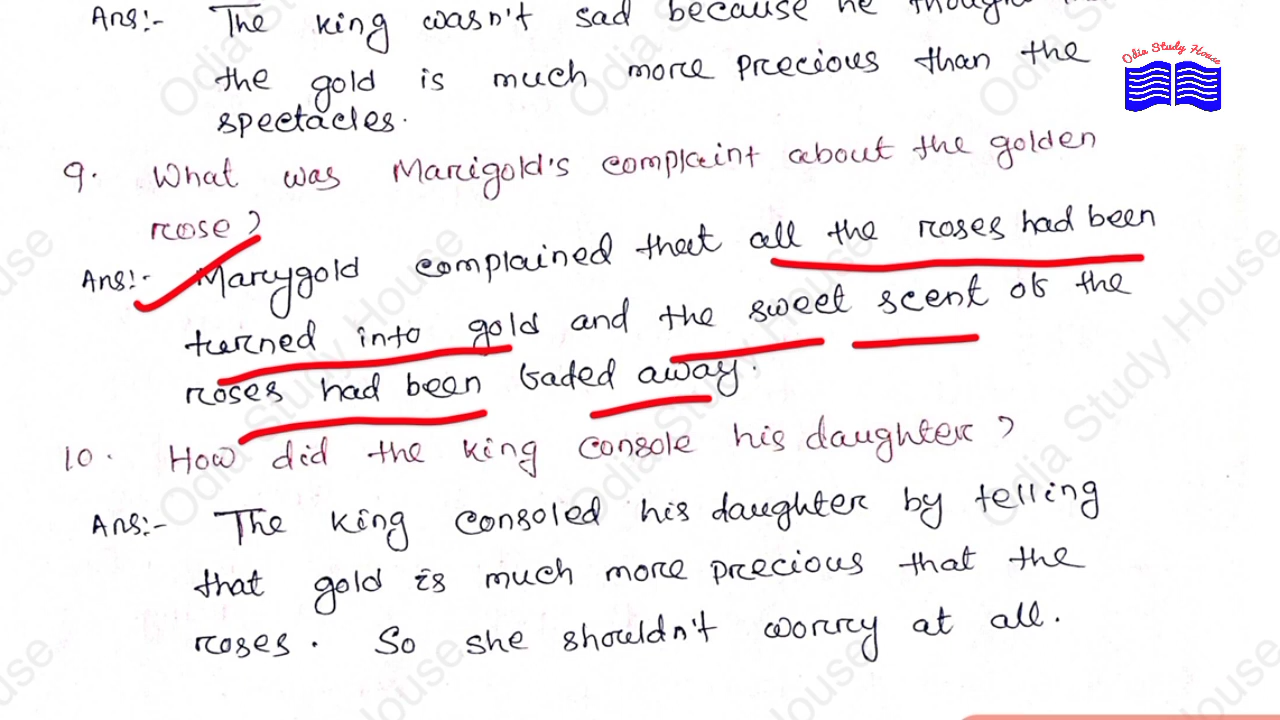 Ans:- The king wasn't sad because he thought
the gold is much more precious than the
spectacles.
Odia Study House
9. What was Marigold's complaint about the golden
rose?
Ans:- Marygold complained that all the roses had been
turned into gold and the sweet scent of the
roses had been faded away.
10. How did the king console his daughter?
Ans:- The king consoled his daughter by telling
that gold is much more precious that the
roses. So she shouldn't worry at all.